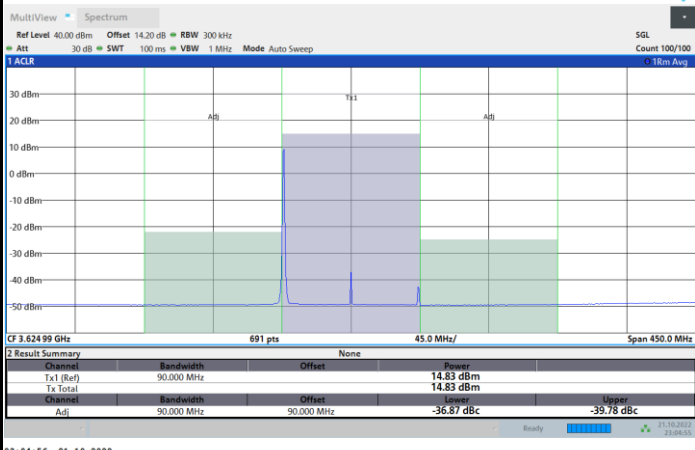 MultiView Spectrum
Ref Level 40.00 dBm Offset 14.20 dB RBW 300 kHz SGL
Att 30 dB SWT 100 ms VBW 1 MHz Mode Auto Sweep Count 100/100
1 ACLR 1Rm Avg
30 dBm
Tx1
20 dBm Adj Adj
10 dBm
0 dBm
-10 dBm
-20 dBm
-30 dBm
-40 dBm
-50 dBm
CF 3.624 99 GHz 691 pts 45.0 MHz/ Span 450.0 MHz
2 Result Summary None
Channel Bandwidth Offset Power
Tx1 (Ref) 90.000 MHz 14.83 dBm
Tx Total 14.83 dBm
Channel Bandwidth Offset Lower Upper
Adj 90.000 MHz 90.000 MHz -36.87 dBc -39.78 dBc
Ready 21.10.2022
23:04:55